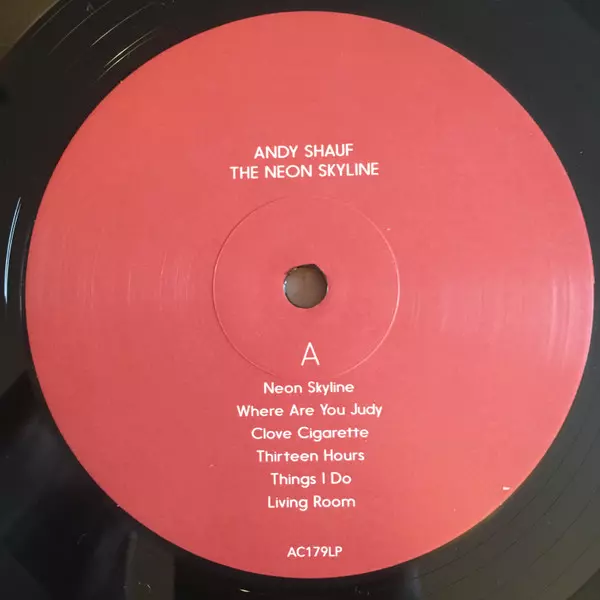 ANDY SHAUF
THE NEON SKYLINE
A
Neon Skyline
Where Are You Judy
Clove Cigarette
Thirteen Hours
Things I Do
Living Room
AC179LP